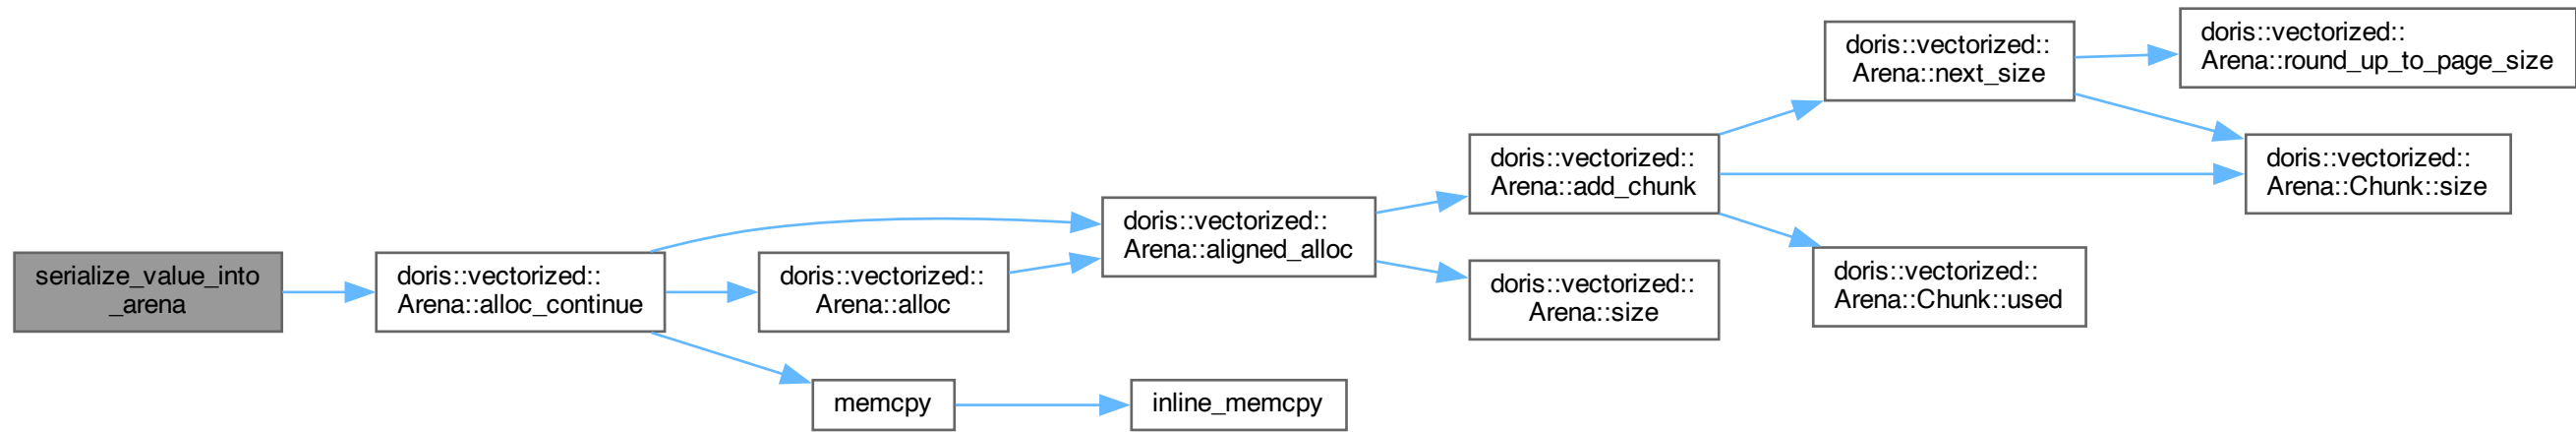 serialize_value_into
_arena
doris::vectorized::
Arena::alloc_continue
doris::vectorized::
Arena::alloc
memcpy
doris::vectorized::
Arena::aligned_alloc
inline_memcpy
doris::vectorized::
Arena::add_chunk
doris::vectorized::
Arena::size
doris::vectorized::
Arena::next_size
doris::vectorized::
Arena::Chunk::used
doris::vectorized::
Arena::round_up_to_page_size
doris::vectorized::
Arena::Chunk::size